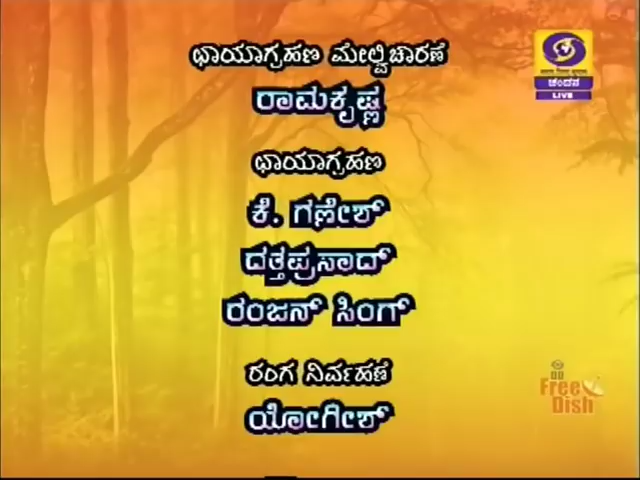 ಛಾಯಾಗ್ರಹಣ ಮೇಲ್ವಿಚಾರಣೆ
ರಾಮಕೃಷ್ಣ
ಛಾಯಾಗ್ರಹಣ
ಕೆ. ಗಣೇಶ್
ದತ್ತಪ್ರಸಾದ್
ರಂಜನ್ ಸಿಂಗ್
ರಂಗ ನಿರ್ವಹಣೆ
ಯೋಗೀಶ್
ಚಂದನ
LIVE
DD
Free
Dish